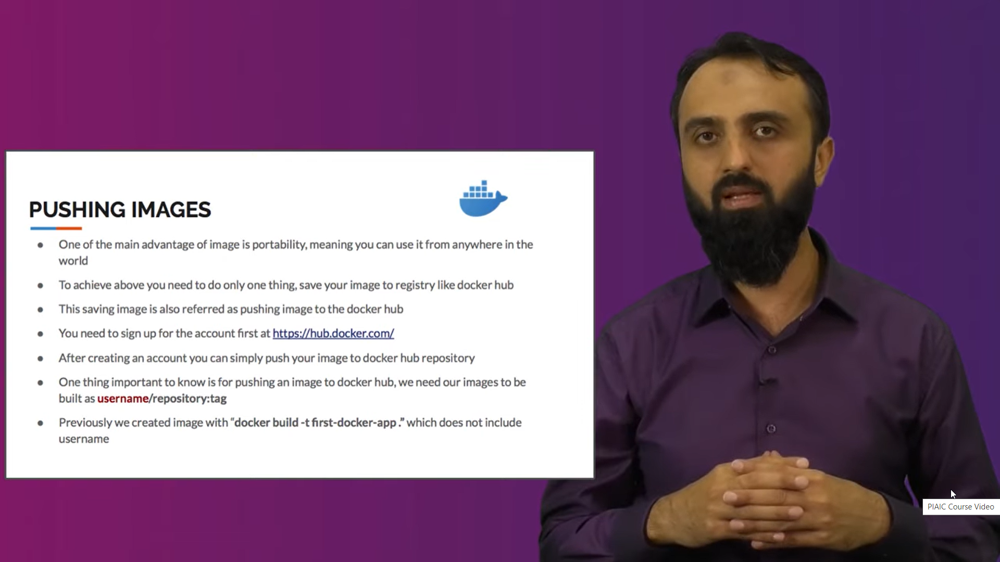 PUSHING IMAGES
● One of the main advantage of image is portability, meaning you can use it from anywhere in the
world
● To achieve above you need to do only one thing, save your image to registry like docker hub
● This saving image is also referred as pushing image to the docker hub
● You need to sign up for the account first at https://hub.docker.com/
● After creating an account you can simply push your image to docker hub repository
● One thing important to know is for pushing an image to docker hub, we need our images to be
built as username/repository:tag
● Previously we created image with “docker build -t first-docker-app .” which does not include
username
PIAIC Course Video